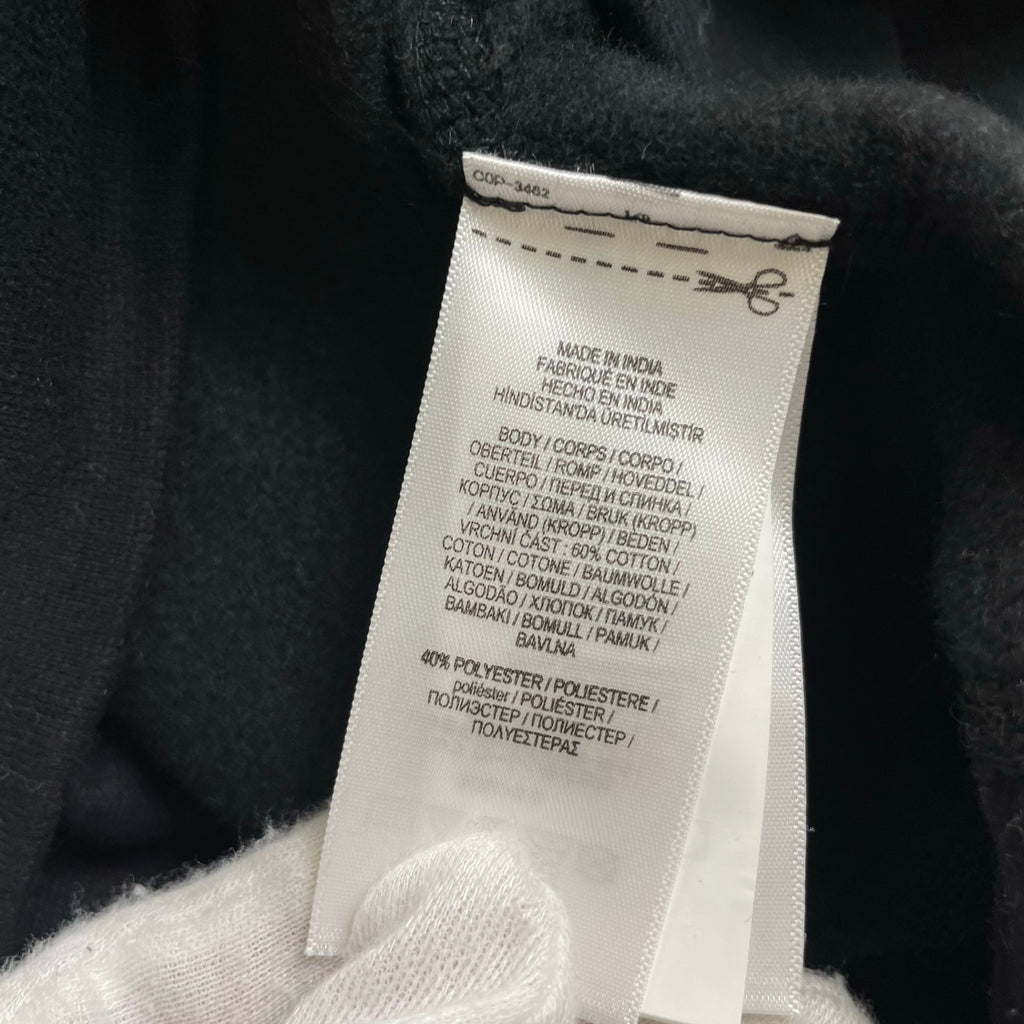 COP-3462
MADE IN INDIA
FABRIQUÉ EN INDE
HECHO EN INDIA
HİNDİSTAN'DA ÜRETİLMİŞTİR
BODY / CORPS / CORPO /
OBERTEIL / ROMP / HOVEDDEL /
CUERPO / ПЕРЕД И СПИНКА /
КОРПУС / ΣΩΜΑ / BRUK (KROPP)
/ ANVÄND (KROPP) / BEDEN /
VRCHNÍ ČÁST : 60% COTTON /
COTON / COTONE / BAUMWOLLE /
KATOEN / BOMULD / ALGODÓN /
ALGODÃO / ХЛОПОК / ПАМУК /
BAMBAKI / BOMULL / PAMUK /
BAVLNA
40% POLYESTER / POLIESTERE /
poliéster / POLIÉSTER /
ПОЛИЭСТЕР / ПОЛИЕСТЕР /
ΠΟΛΥΕΣΤΕΡΑΣ